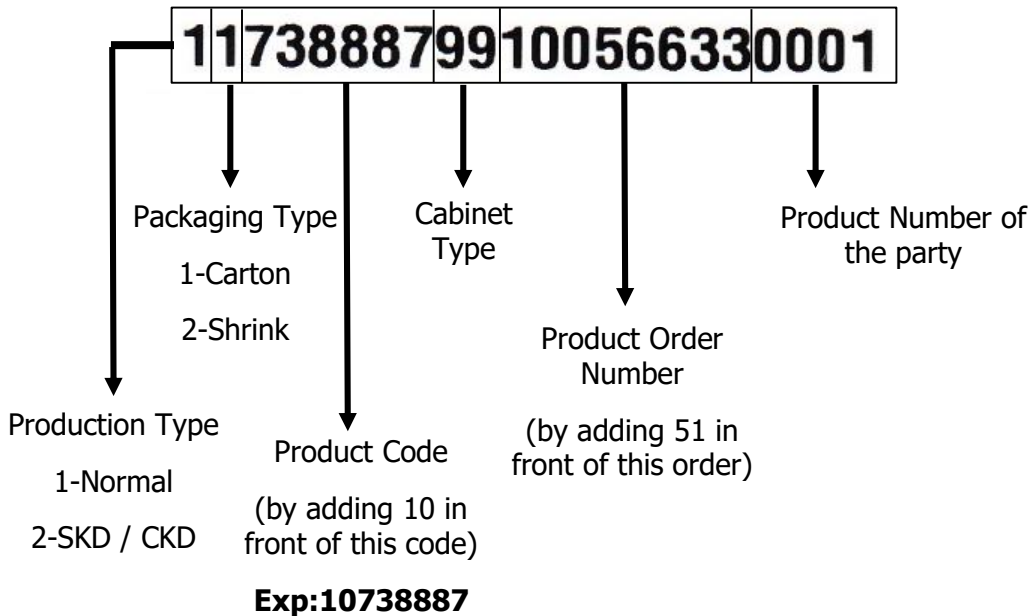 11738887991005663330001
Packaging Type
1-Carton
2-Shrink
Cabinet
Type
Product Number of
the party
Product Order
Number
(by adding 51 in
front of this order)
Production Type
1-Normal
2-SKD / CKD
Product Code
(by adding 10 in
front of this code)
Exp:10738887